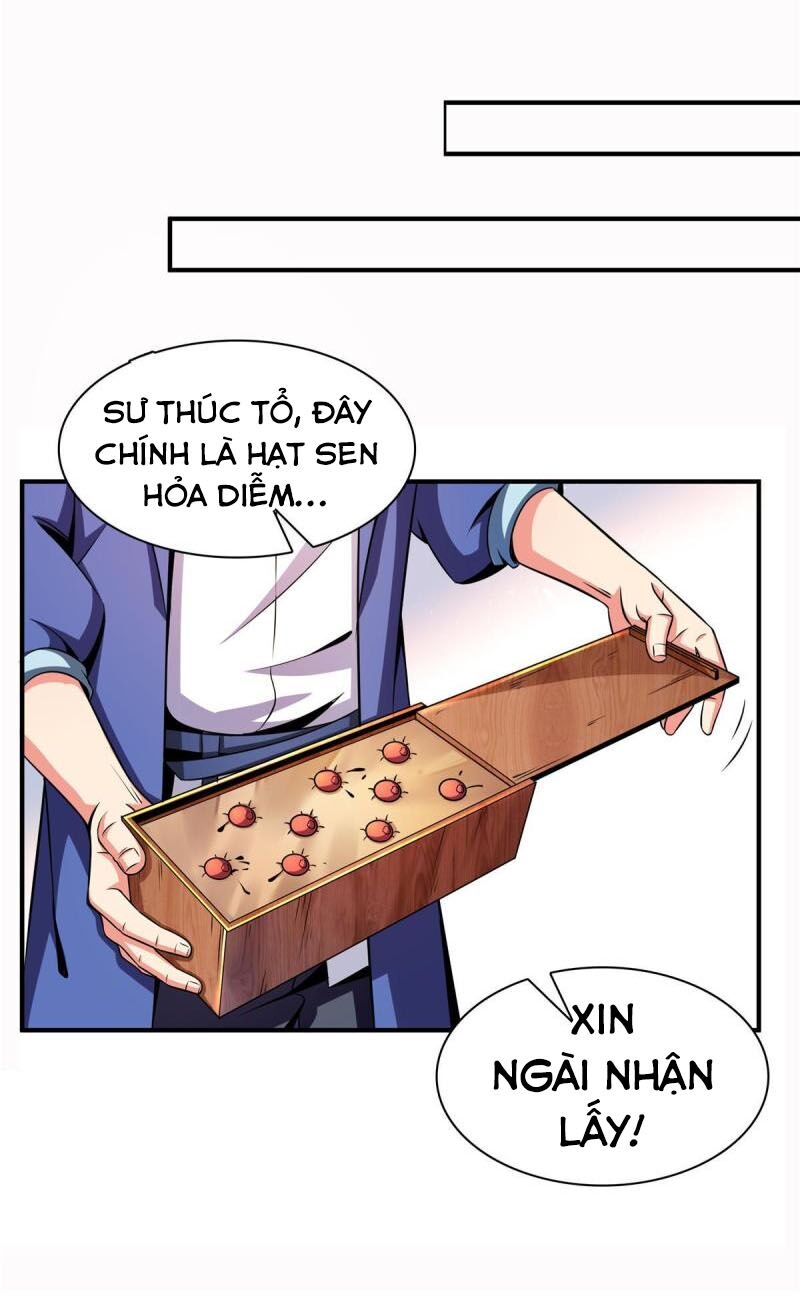 SƯ THÚC TỔ, ĐÂY
CHÍNH LÀ HẠT SEN
HỎA DIỄM...
XIN
NGÀI NHẬN
LẤY!